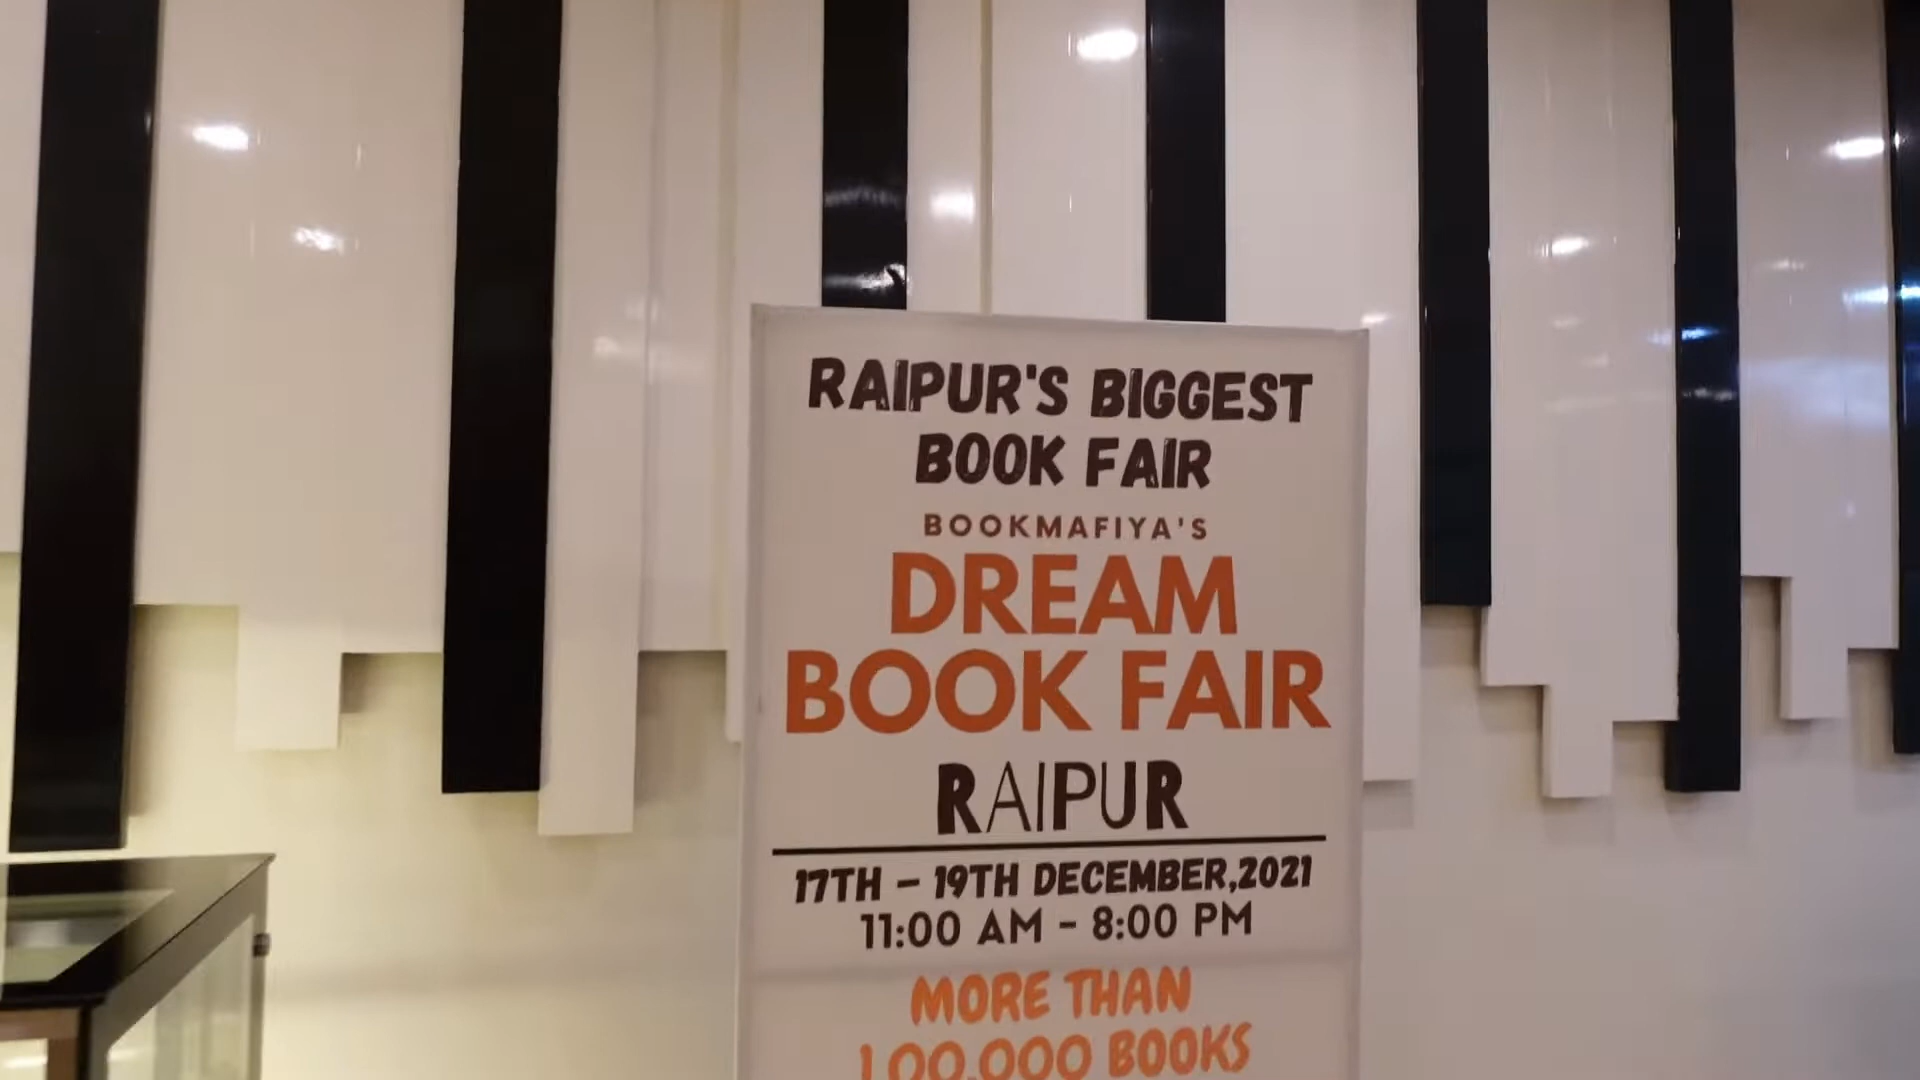 RAIPUR'S BIGGEST
BOOK FAIR
BOOKMAFIYA'S
DREAM
BOOK FAIR
RAIPUR
17TH – 19TH DECEMBER,2021
11:00 AM – 8:00 PM
MORE THAN
1,00,000 BOOKS